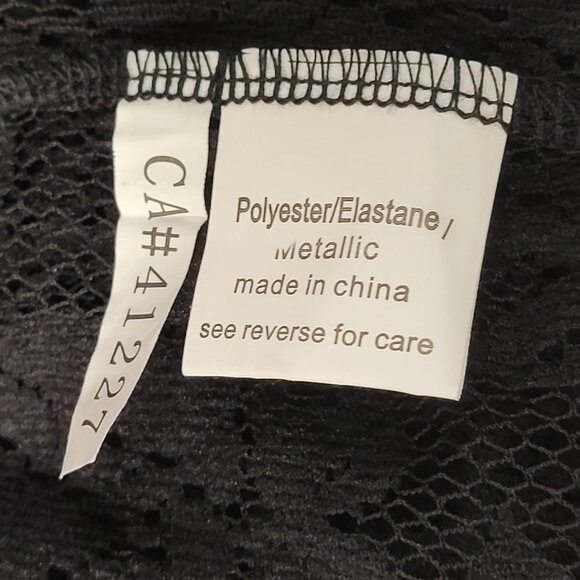 CA#41227
Polyester/Elastane/
Metallic
made in china
see reverse for care